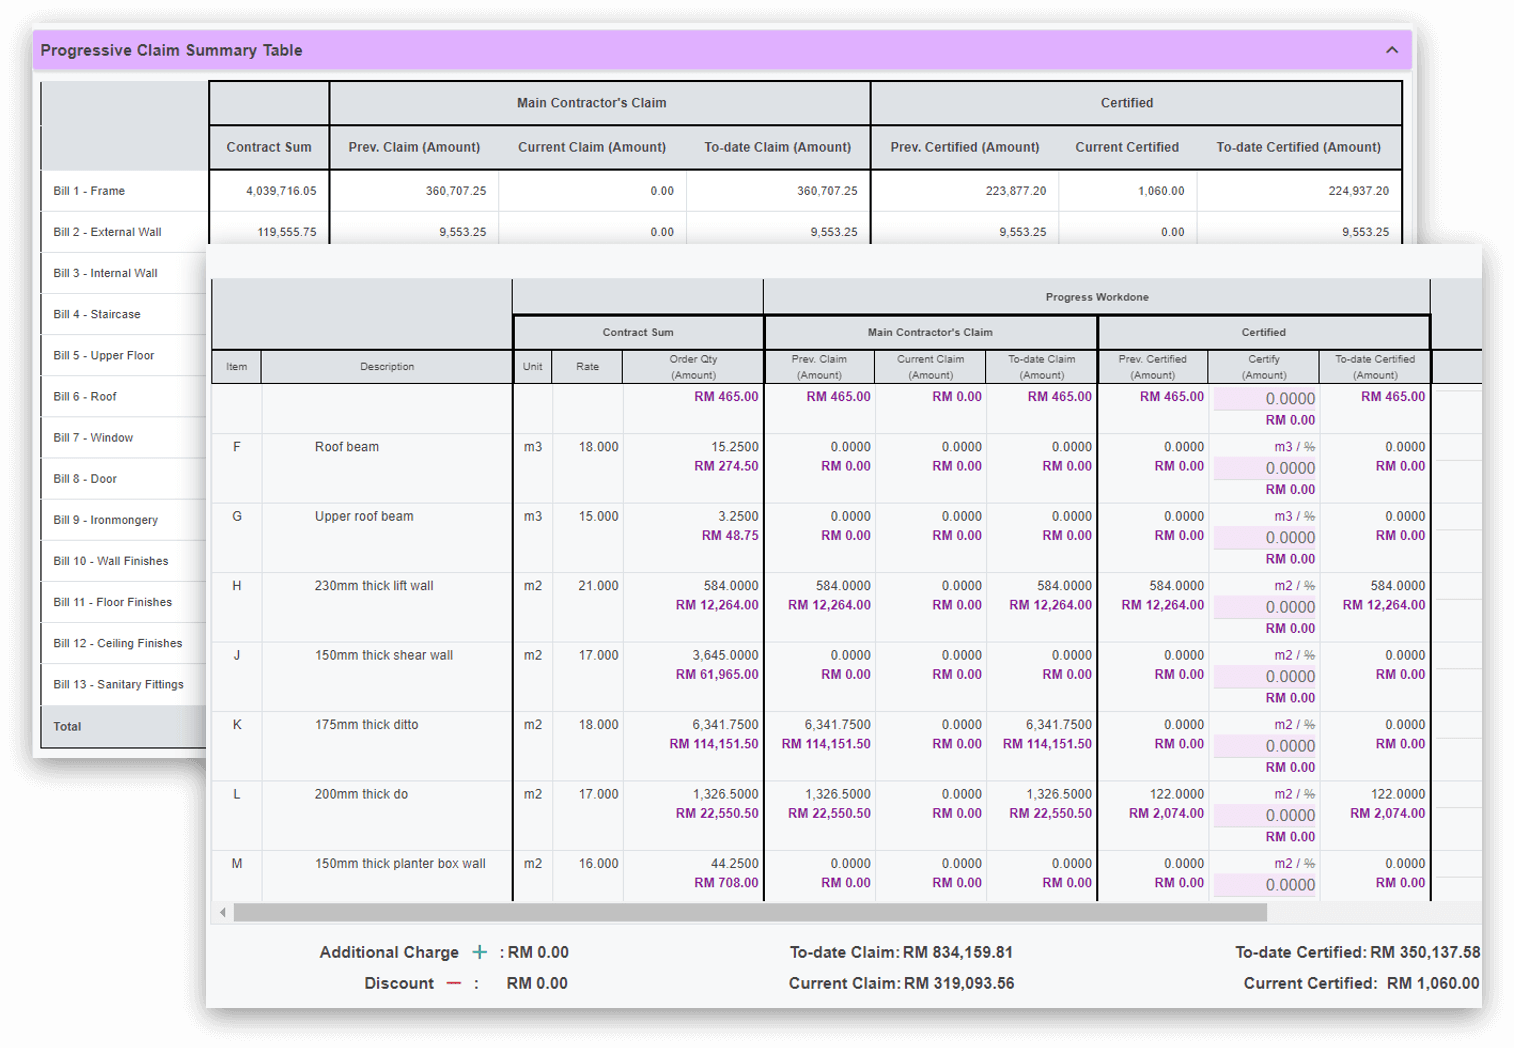 Progressive Claim Summary Table
Main Contractor's Claim Certified
Contract Sum Prev. Claim (Amount) Current Claim (Amount) To-date Claim (Amount) Prev. Certified (Amount) Current Certified To-date Certified (Amount)
Bill 1 - Frame 4,039,716.05 360,707.25 0.00 360,707.25 223,877.20 1,060.00 224,937.20
Bill 2 - External Wall 119,555.75 9,553.25 0.00 9,553.25 9,553.25 0.00 9,553.25
Bill 3 - Internal Wall
Bill 4 - Staircase
Bill 5 - Upper Floor
Bill 6 - Roof
Bill 7 - Window
Bill 8 - Door
Bill 9 - Ironmongery
Bill 10 - Wall Finishes
Bill 11 - Floor Finishes
Bill 12 - Ceiling Finishes
Bill 13 - Sanitary Fittings
Total
Progress Workdone
Contract Sum Main Contractor's Claim Certified
Item Description Unit Rate Order Qty Prev. Claim Current Claim To-date Claim Prev. Certified Certify To-date Certified
(Amount) (Amount) (Amount) (Amount) (Amount) (Amount) (Amount)
RM 465.00 RM 465.00 RM 0.00 RM 465.00 RM 465.00 0.0000 RM 465.00
RM 0.00
F Roof beam m3 18.000 15.2500 0.0000 0.0000 0.0000 0.0000 m3 / % 0.0000
RM 274.50 RM 0.00 RM 0.00 RM 0.00 RM 0.00 0.0000 RM 0.00
RM 0.00
G Upper roof beam m3 15.000 3.2500 0.0000 0.0000 0.0000 0.0000 m3 / % 0.0000
RM 48.75 RM 0.00 RM 0.00 RM 0.00 RM 0.00 0.0000 RM 0.00
RM 0.00
H 230mm thick lift wall m2 21.000 584.0000 584.0000 0.0000 584.0000 584.0000 m2 / % 584.0000
RM 12,264.00 RM 12,264.00 RM 0.00 RM 12,264.00 RM 12,264.00 0.0000 RM 12,264.00
RM 0.00
J 150mm thick shear wall m2 17.000 3,645.0000 0.0000 0.0000 0.0000 0.0000 m2 / % 0.0000
RM 61,965.00 RM 0.00 RM 0.00 RM 0.00 RM 0.00 0.0000 RM 0.00
RM 0.00
K 175mm thick ditto m2 18.000 6,341.7500 6,341.7500 0.0000 6,341.7500 0.0000 m2 / % 0.0000
RM 114,151.50 RM 114,151.50 RM 0.00 RM 114,151.50 RM 0.00 0.0000 RM 0.00
RM 0.00
L 200mm thick do m2 17.000 1,326.5000 1,326.5000 0.0000 1,326.5000 122.0000 m2 / % 122.0000
RM 22,550.50 RM 22,550.50 RM 0.00 RM 22,550.50 RM 2,074.00 0.0000 RM 2,074.00
RM 0.00
M 150mm thick planter box wall m2 16.000 44.2500 0.0000 0.0000 0.0000 0.0000 m2 / % 0.0000
RM 708.00 RM 0.00 RM 0.00 RM 0.00 RM 0.00 0.0000 RM 0.00
Additional Charge + : RM 0.00 To-date Claim: RM 834,159.81 To-date Certified: RM 350,137.58
Discount — : RM 0.00 Current Claim: RM 319,093.56 Current Certified: RM 1,060.00